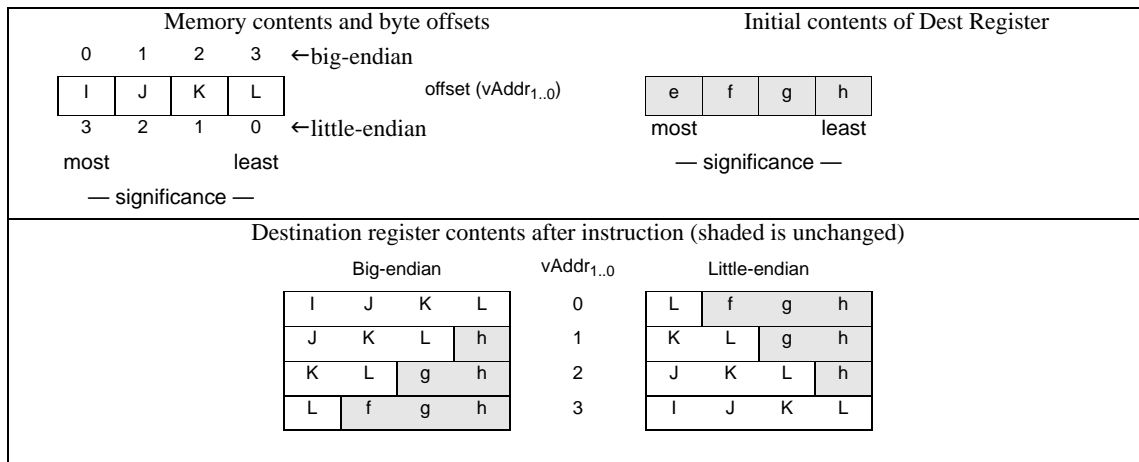 Memory contents and byte offsets Initial contents of Dest Register
0 1 2 3 ←big-endian
I J K L offset (vAddr1..0) e f g h
3 2 1 0 ←little-endian most least
most least — significance —
— significance —
Destination register contents after instruction (shaded is unchanged)
Big-endian vAddr1..0 Little-endian
I J K L 0 L f g h
J K L h 1 K L g h
K L g h 2 J K L h
L f g h 3 I J K L